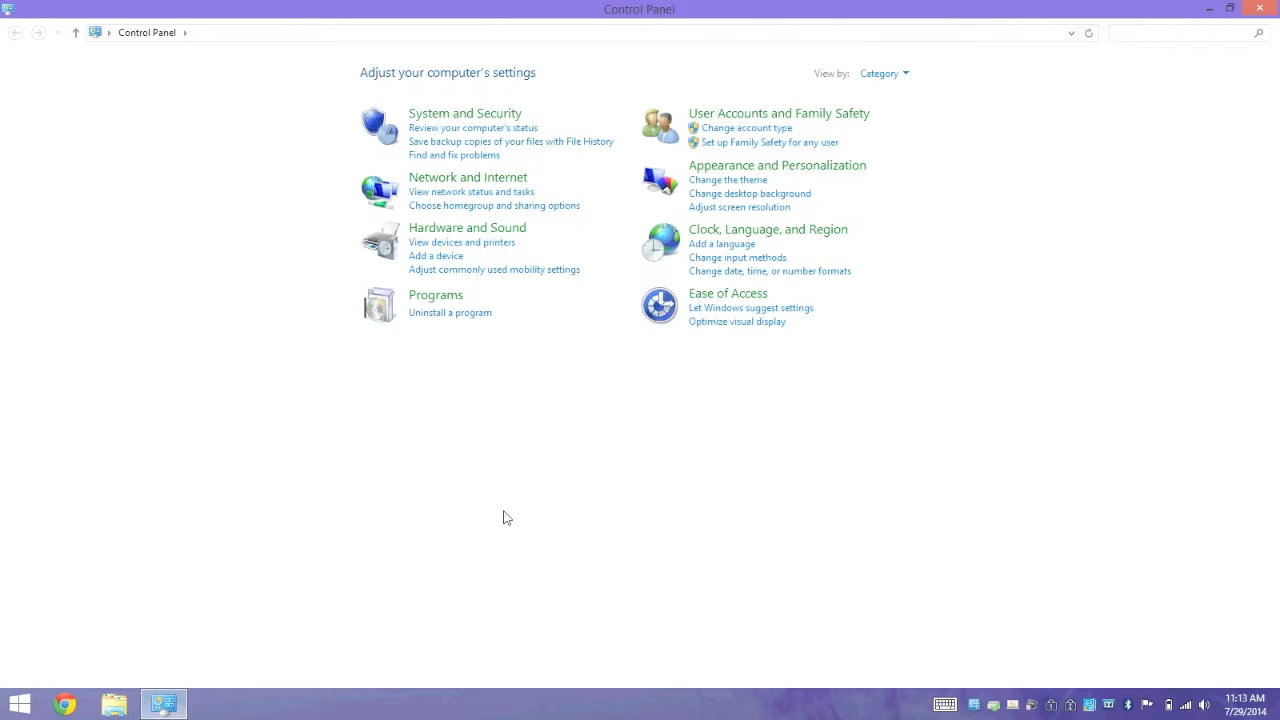 Control Panel
Control Panel
Adjust your computer's settings
View by: Category
System and Security
Review your computer's status
Save backup copies of your files with File History
Find and fix problems
Network and Internet
View network status and tasks
Choose homegroup and sharing options
Hardware and Sound
View devices and printers
Add a device
Adjust commonly used mobility settings
Programs
Uninstall a program
User Accounts and Family Safety
Change account type
Set up Family Safety for any user
Appearance and Personalization
Change the theme
Change desktop background
Adjust screen resolution
Clock, Language, and Region
Add a language
Change input methods
Change date, time, or number formats
Ease of Access
Let Windows suggest settings
Optimize visual display
11:13 AM
7/29/2014